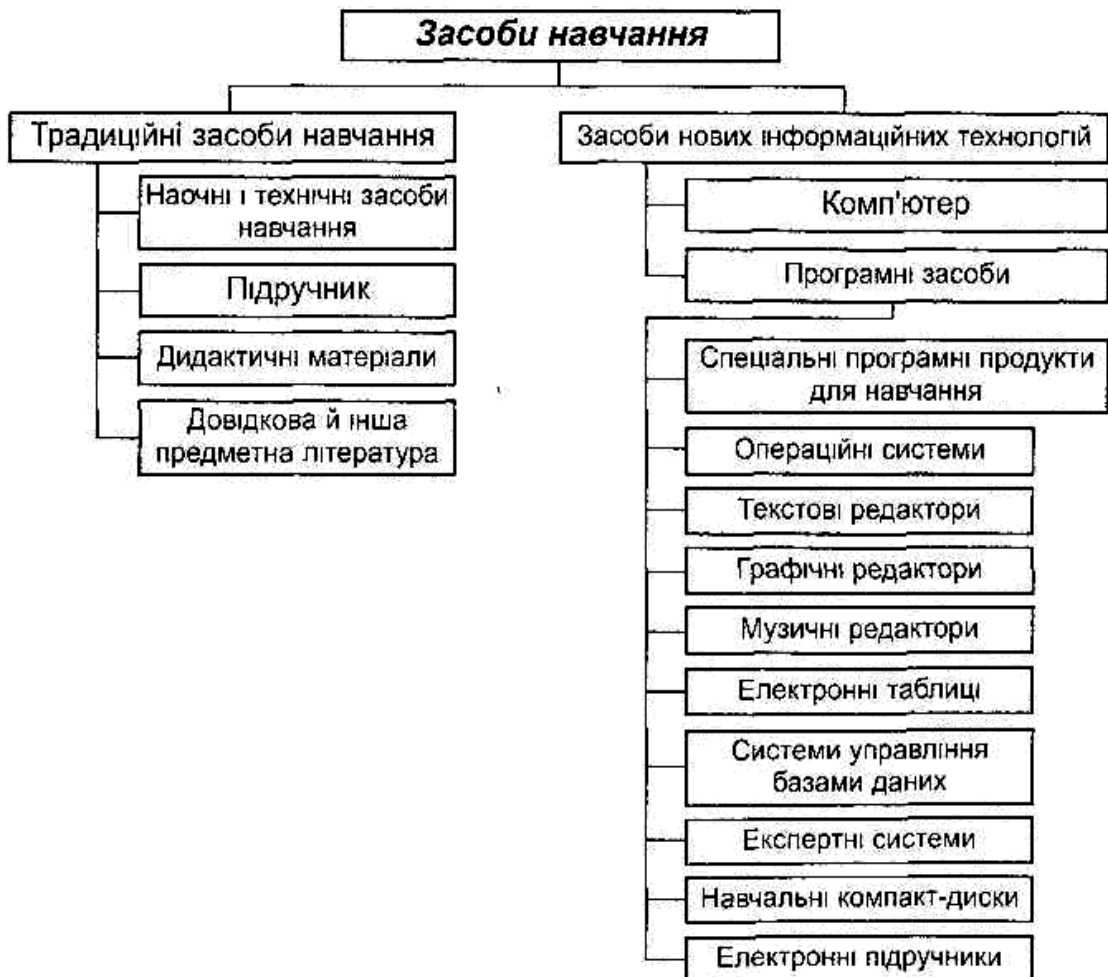 Засоби навчання
Традиційні засоби навчання
Наочні і технічні засоби
навчання
Підручник
Дидактичні матеріали
Довідкова й інша
предметна література
Засоби нових інформаційних технологій
Комп'ютер
Програмні засоби
Спеціальні програмні продукти
для навчання
Операційні системи
Текстові редактори
Графічні редактори
Музичні редактори
Електронні таблиці
Системи управління
базами даних
Експертні системи
Навчальні компакт-диски
Електронні підручники